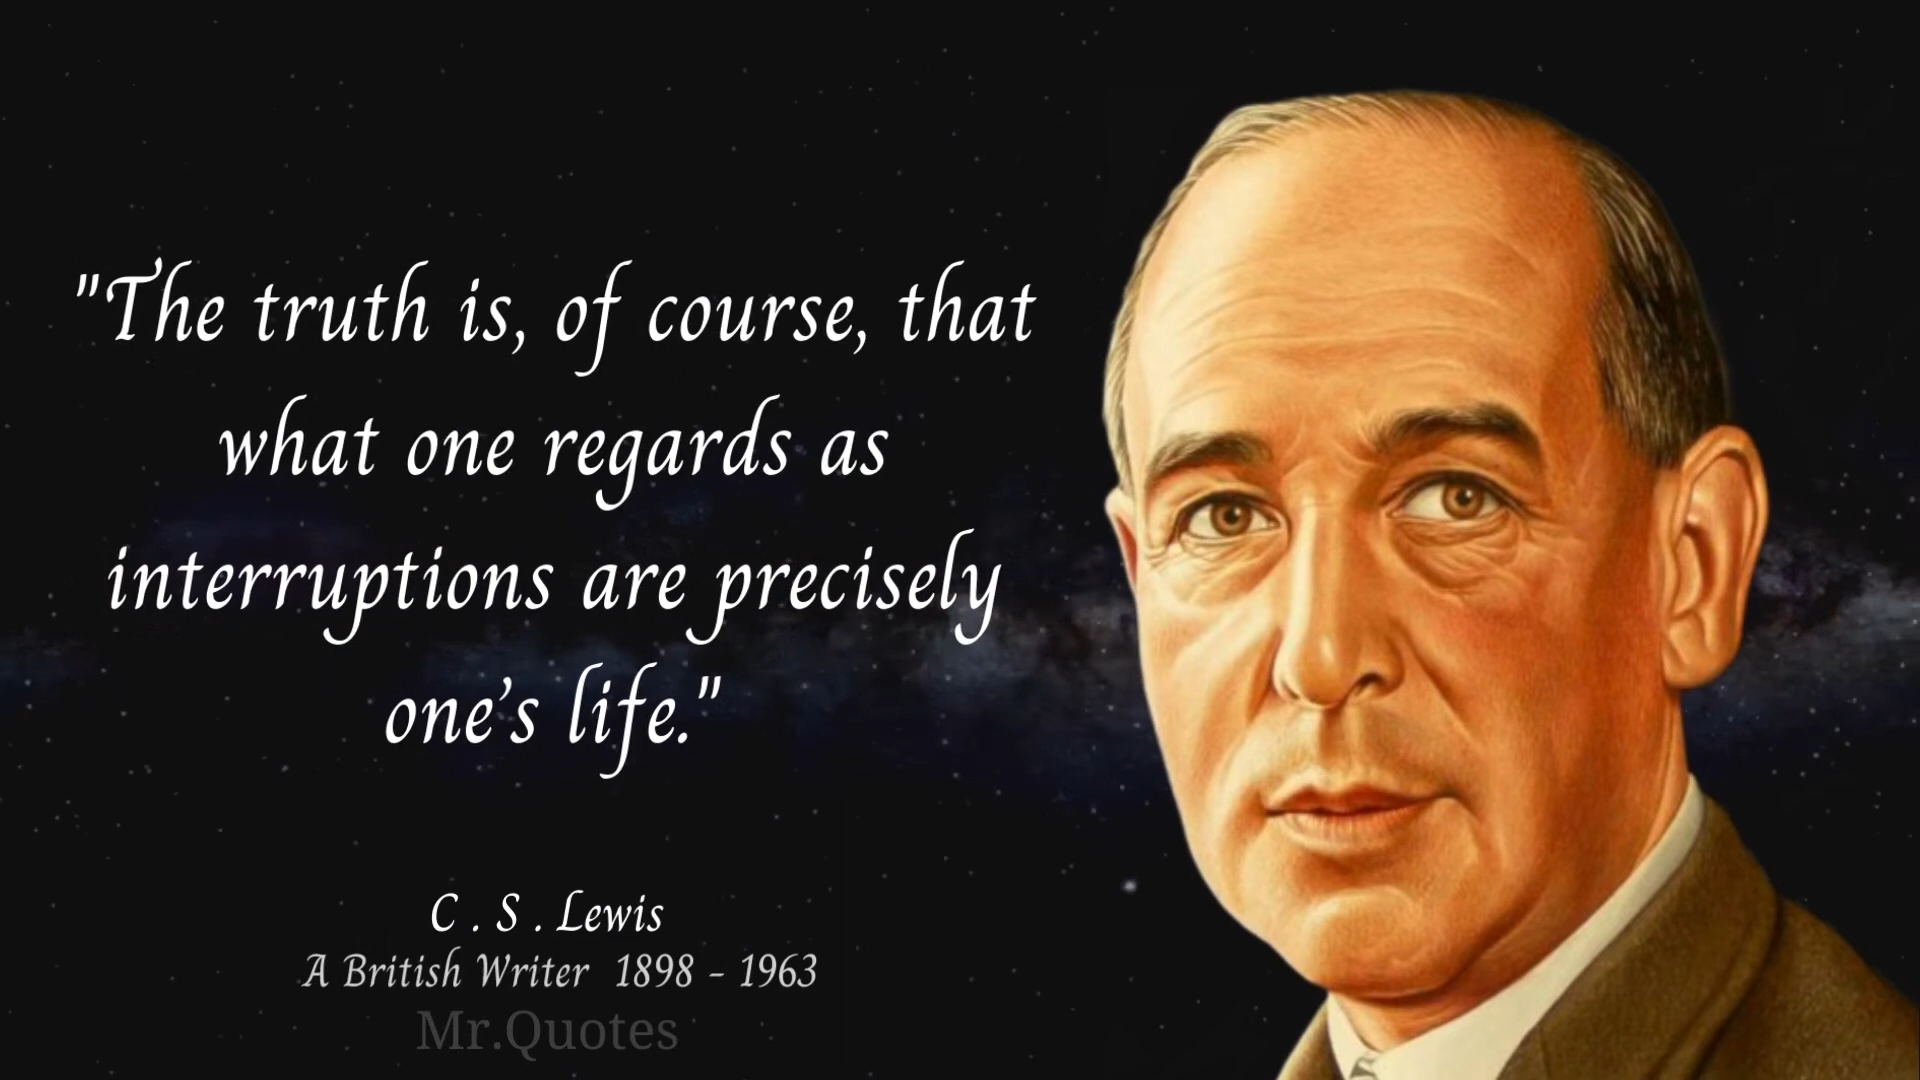 "The truth is, of course, that
what one regards as
interruptions are precisely
one’s life."
C . S . Lewis
A British Writer 1898 - 1963
Mr.Quotes